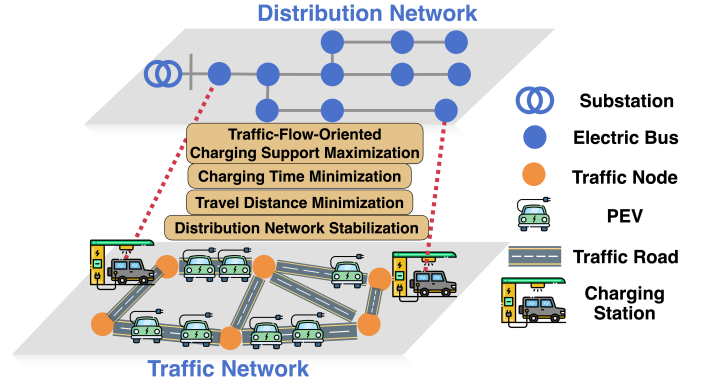 Distribution Network
Traffic-Flow-Oriented
Charging Support Maximization
Charging Time Minimization
Travel Distance Minimization
Distribution Network Stabilization
Traffic Network
Substation
Electric Bus
Traffic Node
PEV
Traffic Road
Charging
Station